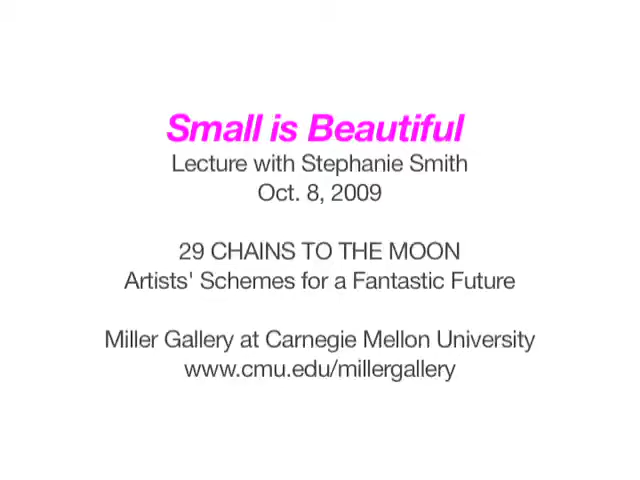 Small is Beautiful
Lecture with Stephanie Smith
Oct. 8, 2009
29 CHAINS TO THE MOON
Artists' Schemes for a Fantastic Future
Miller Gallery at Carnegie Mellon University
www.cmu.edu/millergallery